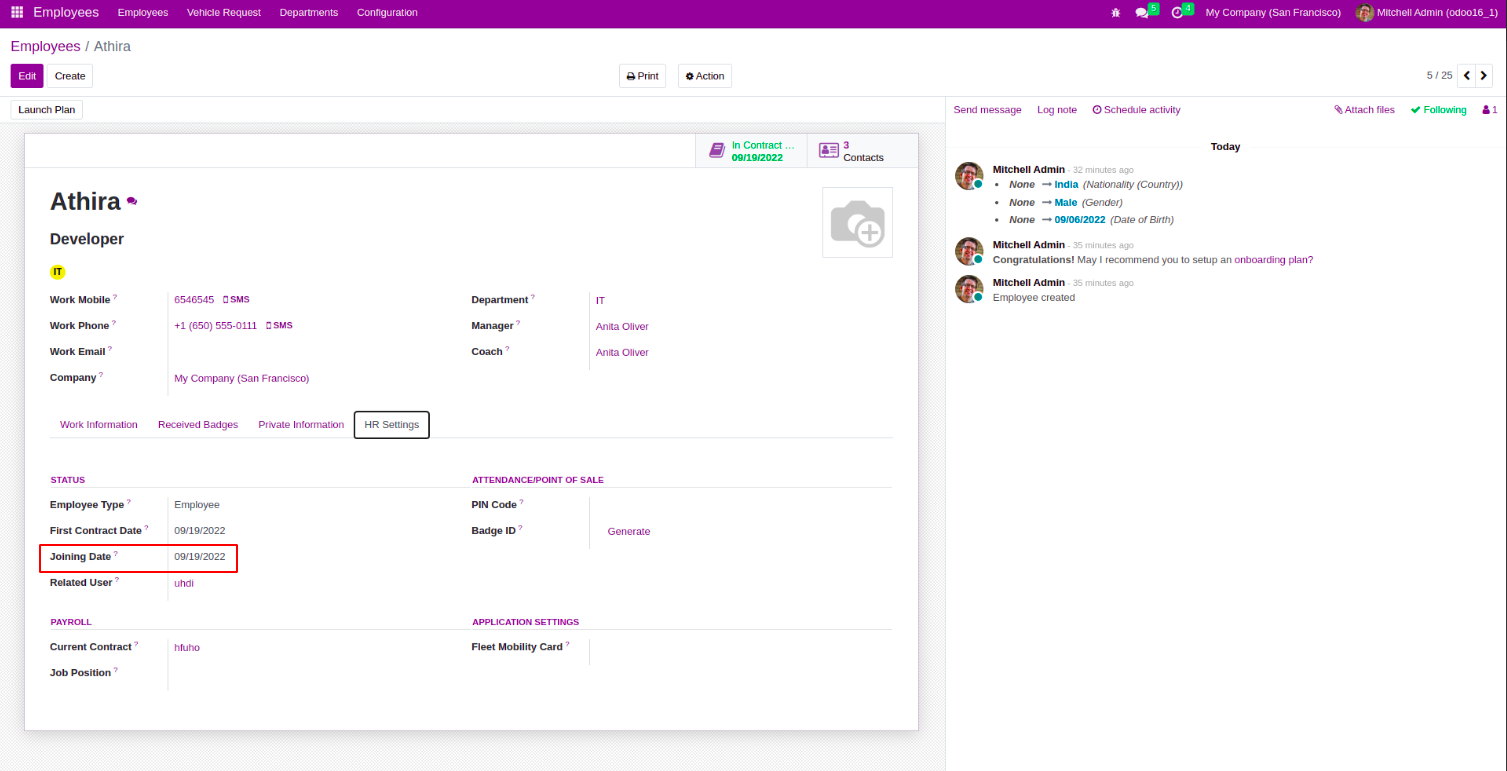 Employees Employees Vehicle Request Departments Configuration 5 4 My Company (San Francisco) Mitchell Admin (odoo16_1)
Employees / Athira
Edit Create Print Action 5 / 25
Launch Plan
Send message Log note Schedule activity Attach files Following 1
In Contract ...
09/19/2022
3
Contacts
Athira
Developer
IT
Work Mobile ? 6546545 SMS
Work Phone ? +1 (650) 555-0111 SMS
Work Email ?
Company ? My Company (San Francisco)
Department ? IT
Manager ? Anita Oliver
Coach ? Anita Oliver
Work Information Received Badges Private Information HR Settings
STATUS
Employee Type ? Employee
First Contract Date ? 09/19/2022
Joining Date ? 09/19/2022
Related User ? uhdi
ATTENDANCE/POINT OF SALE
PIN Code ?
Badge ID ? Generate
PAYROLL
Current Contract ? hfuho
Job Position ?
APPLICATION SETTINGS
Fleet Mobility Card ?
Today
Mitchell Admin - 32 minutes ago
• None → India (Nationality (Country))
• None → Male (Gender)
• None → 09/06/2022 (Date of Birth)
Mitchell Admin - 35 minutes ago
Congratulations! May I recommend you to setup an onboarding plan?
Mitchell Admin - 35 minutes ago
Employee created